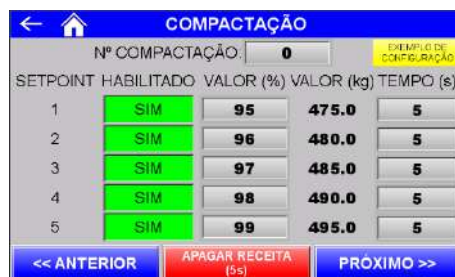 COMPACTAÇÃO
Nº COMPACTAÇÃO: 0
EXEMPLO DE
CONFIGURAÇÃO
SETPOINT HABILITADO VALOR (%) VALOR (kg) TEMPO (s)
1 SIM 95 475.0 5
2 SIM 96 480.0 5
3 SIM 97 485.0 5
4 SIM 98 490.0 5
5 SIM 99 495.0 5
<< ANTERIOR APAGAR RECEITA (5s) PRÓXIMO >>